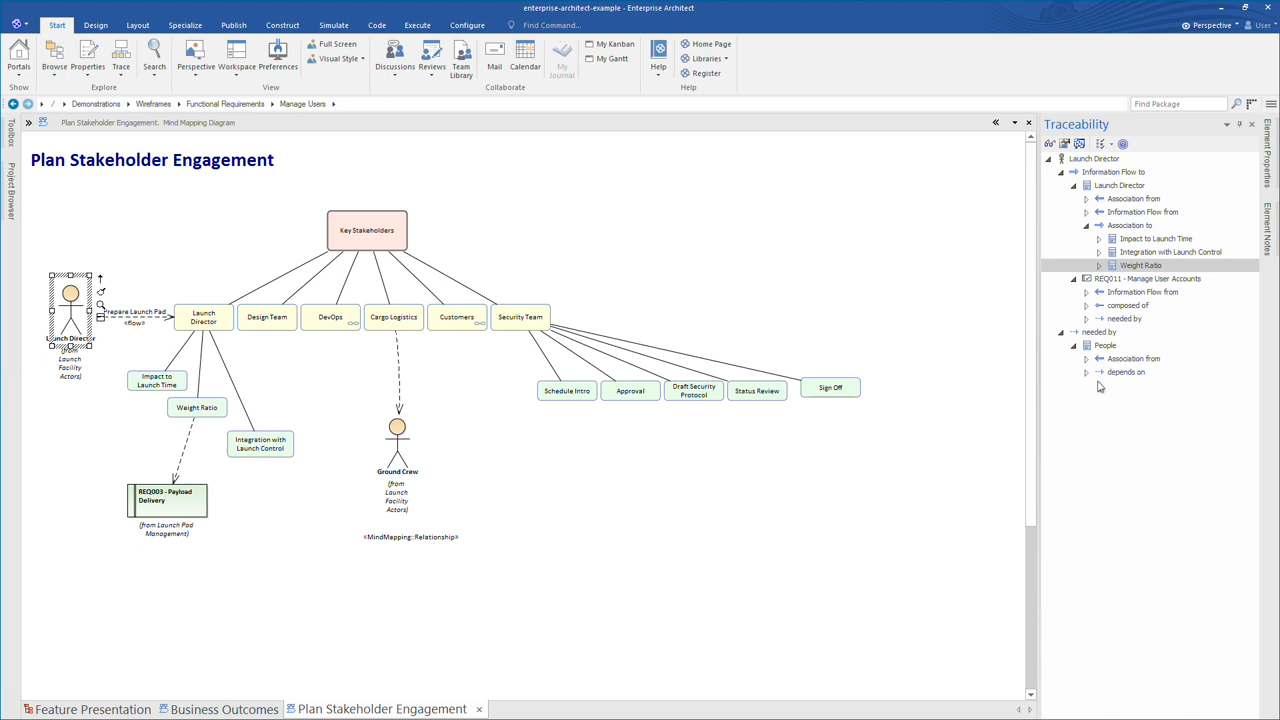 enterprise-architect-example - Enterprise Architect
Start Design Layout Specialize Publish Construct Simulate Code Execute Configure Find Command... Perspective User
Portals Browse Properties Trace Search Perspective Workspace Preferences Full Screen Visual Style Discussions Reviews Team Library Mail Calendar My Journal My Kanban My Gantt Help Home Page Libraries Register
Show Explore View Collaborate Help
/ Demonstrations Wireframes Functional Requirements Manage Users Find Package
Toolbox
Project Browser
Plan Stakeholder Engagement. Mind Mapping Diagram
Plan Stakeholder Engagement
Key Stakeholders
Prepare Launch Pad
«flow»
Launch Director
(from
Launch
Facility
Actors)
Launch
Director
Design Team
DevOps
Cargo Logistics
Customers
Security Team
Impact to
Launch Time
Weight Ratio
Integration with
Launch Control
Schedule Intro
Approval
Draft Security
Protocol
Status Review
Sign Off
REQ003 - Payload
Delivery
(from Launch Pad
Management)
Ground Crew
(from
Launch
Facility
Actors)
«MindMapping::Relationship»
Traceability
Launch Director
Information Flow to
Launch Director
Association from
Information Flow from
Association to
Impact to Launch Time
Integration with Launch Control
Weight Ratio
REQ011 - Manage User Accounts
Information Flow from
composed of
needed by
needed by
People
Association from
depends on
Element Properties
Element Notes
Feature Presentation Business Outcomes Plan Stakeholder Engagement